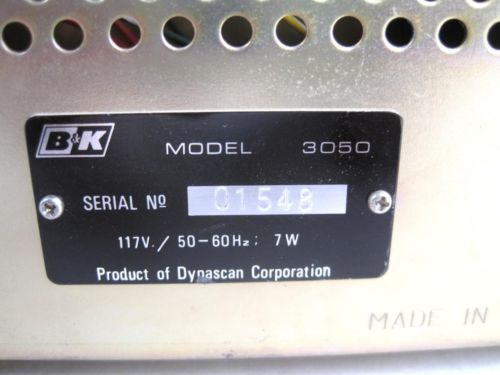 B&K MODEL 3050
SERIAL Nº 01548
117V./ 50-60Hz; 7W
Product of Dynascan Corporation
MADE IN